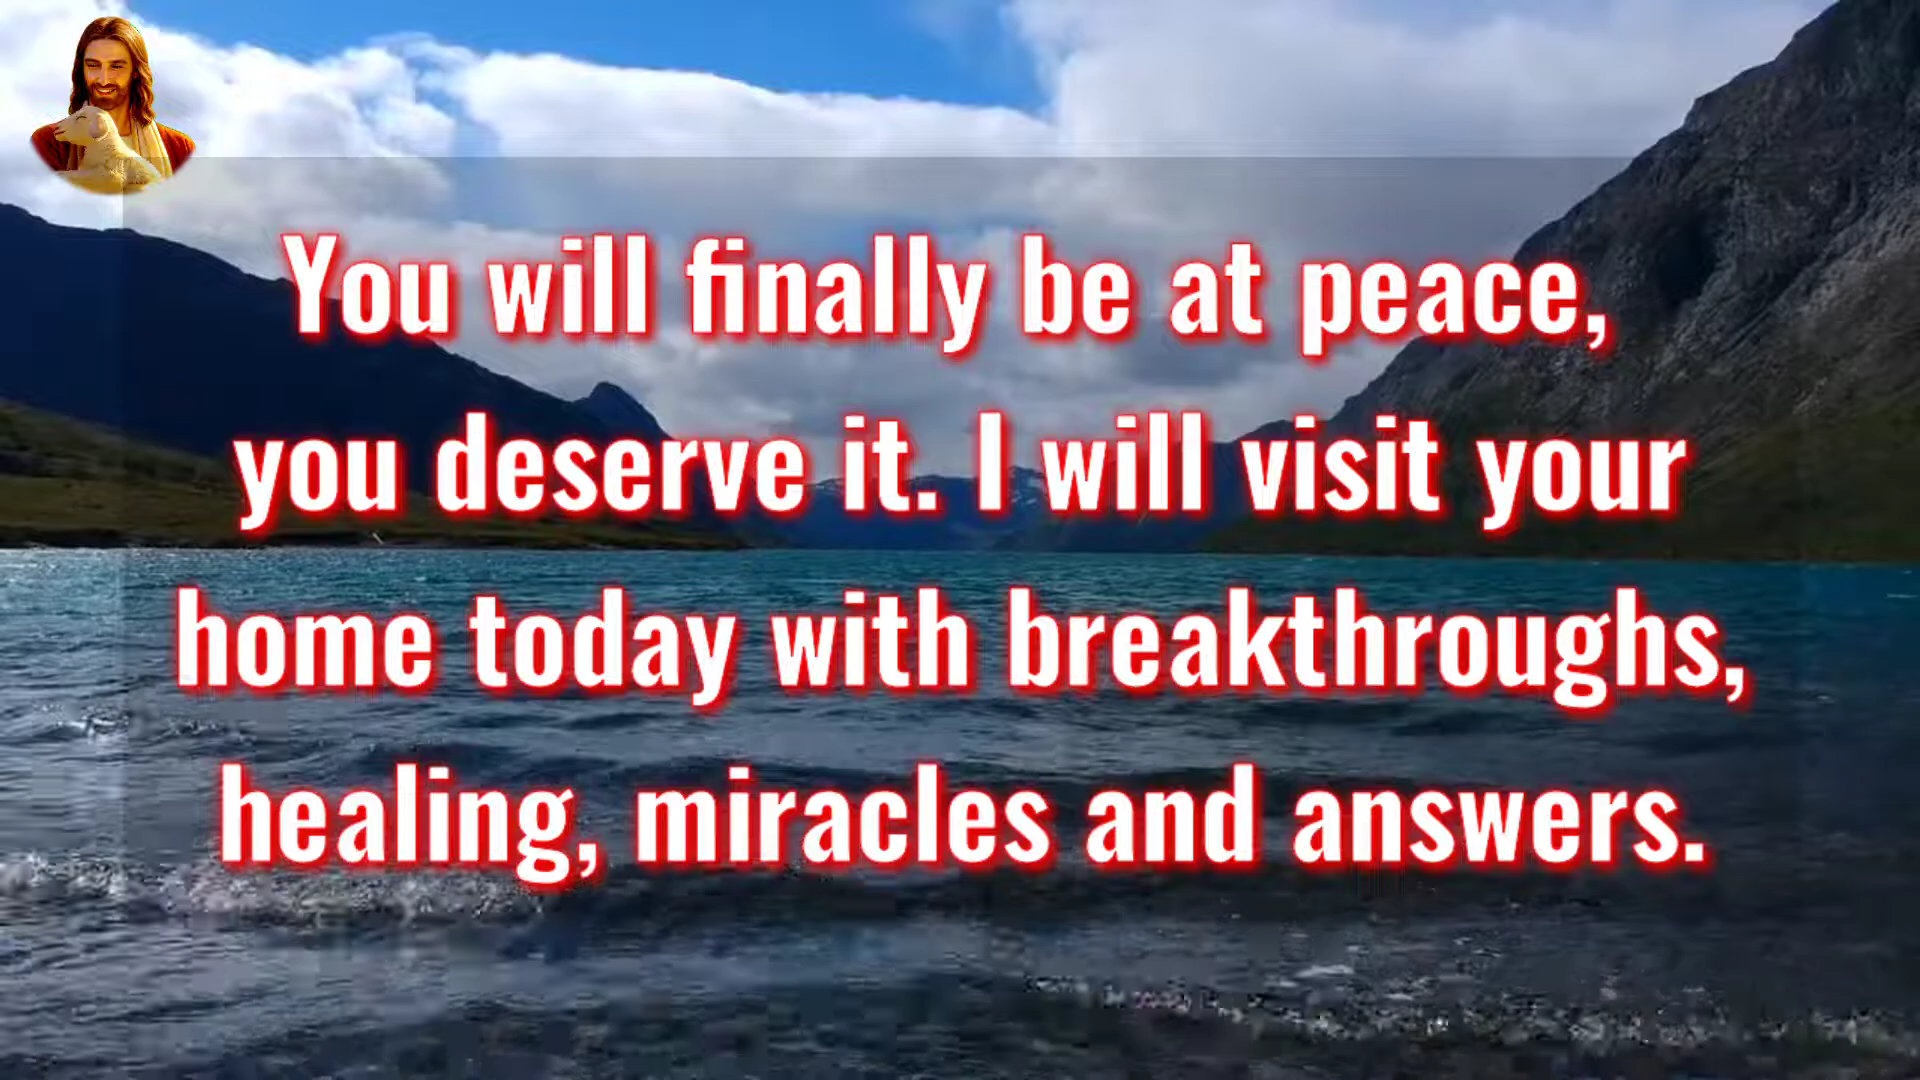 You will finally be at peace,
you deserve it. I will visit your
home today with breakthroughs,
healing, miracles and answers.